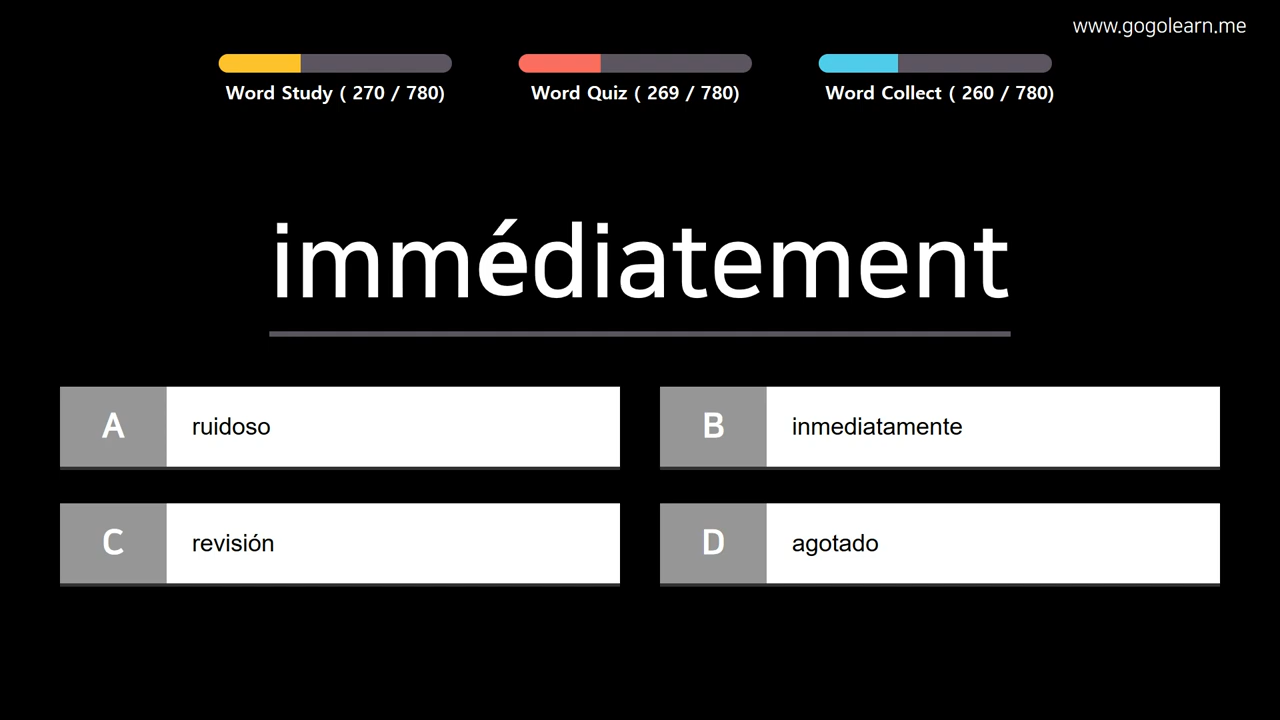 www.gogolearn.me
Word Study ( 270 / 780)
Word Quiz ( 269 / 780)
Word Collect ( 260 / 780)
immédiatement
A ruidoso
B inmediatamente
C revisión
D agotado